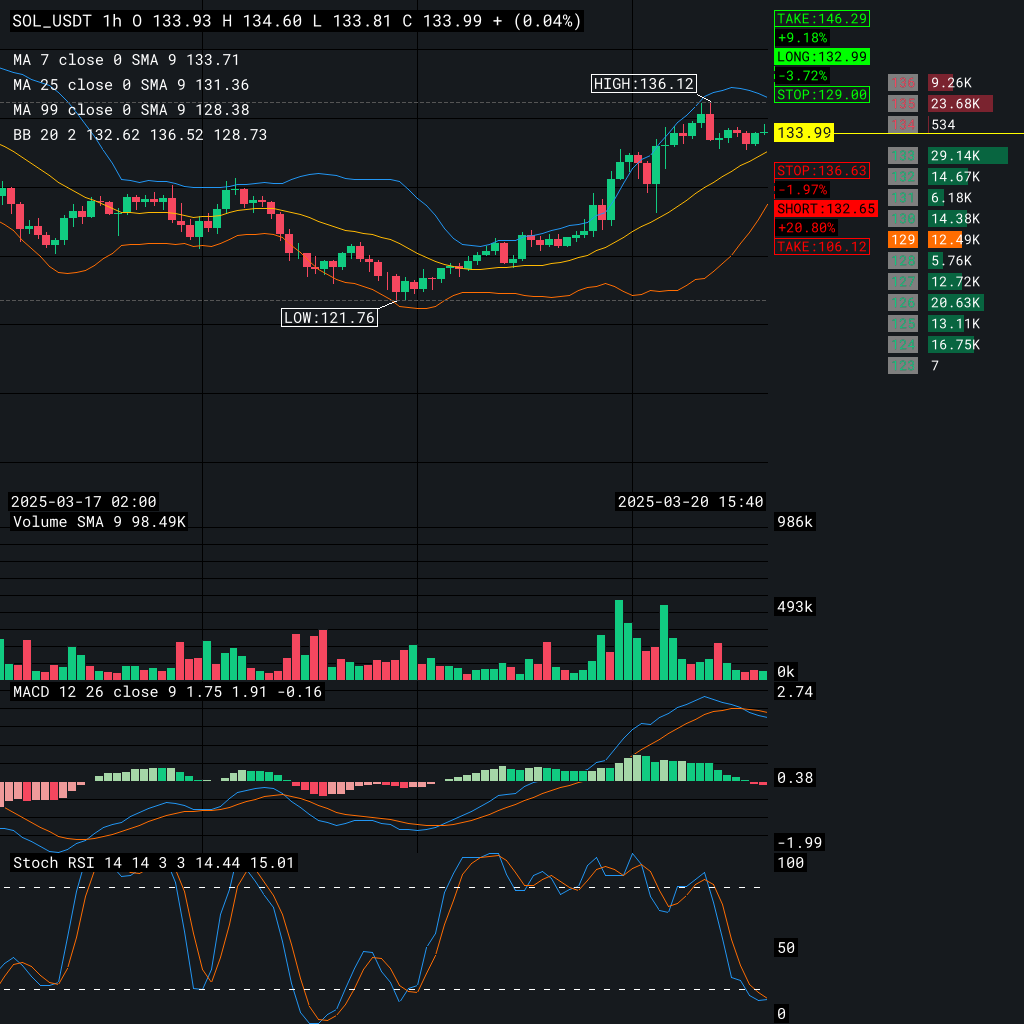 SOL_USDT 1h O 133.93 H 134.60 L 133.81 C 133.99 + (0.04%)
MA 7 close 0 SMA 9 133.71
MA 25 close 0 SMA 9 131.36
MA 99 close 0 SMA 9 128.38
BB 20 2 132.62 136.52 128.73
HIGH:136.12
LOW:121.76
TAKE:146.29
+9.18%
LONG:132.99
-3.72%
STOP:129.00
133.99
STOP:136.63
-1.97%
SHORT:132.65
+20.80%
TAKE:106.12
136 9.26K
135 23.68K
134 534
133 29.14K
132 14.67K
131 6.18K
130 14.38K
129 12.49K
128 5.76K
127 12.72K
126 20.63K
125 13.11K
124 16.75K
123 7
2025-03-17 02:00
2025-03-20 15:40
Volume SMA 9 98.49K
986k
493k
0k
MACD 12 26 close 9 1.75 1.91 -0.16
2.74
0.38
-1.99
Stoch RSI 14 14 3 3 14.44 15.01
100
50
0